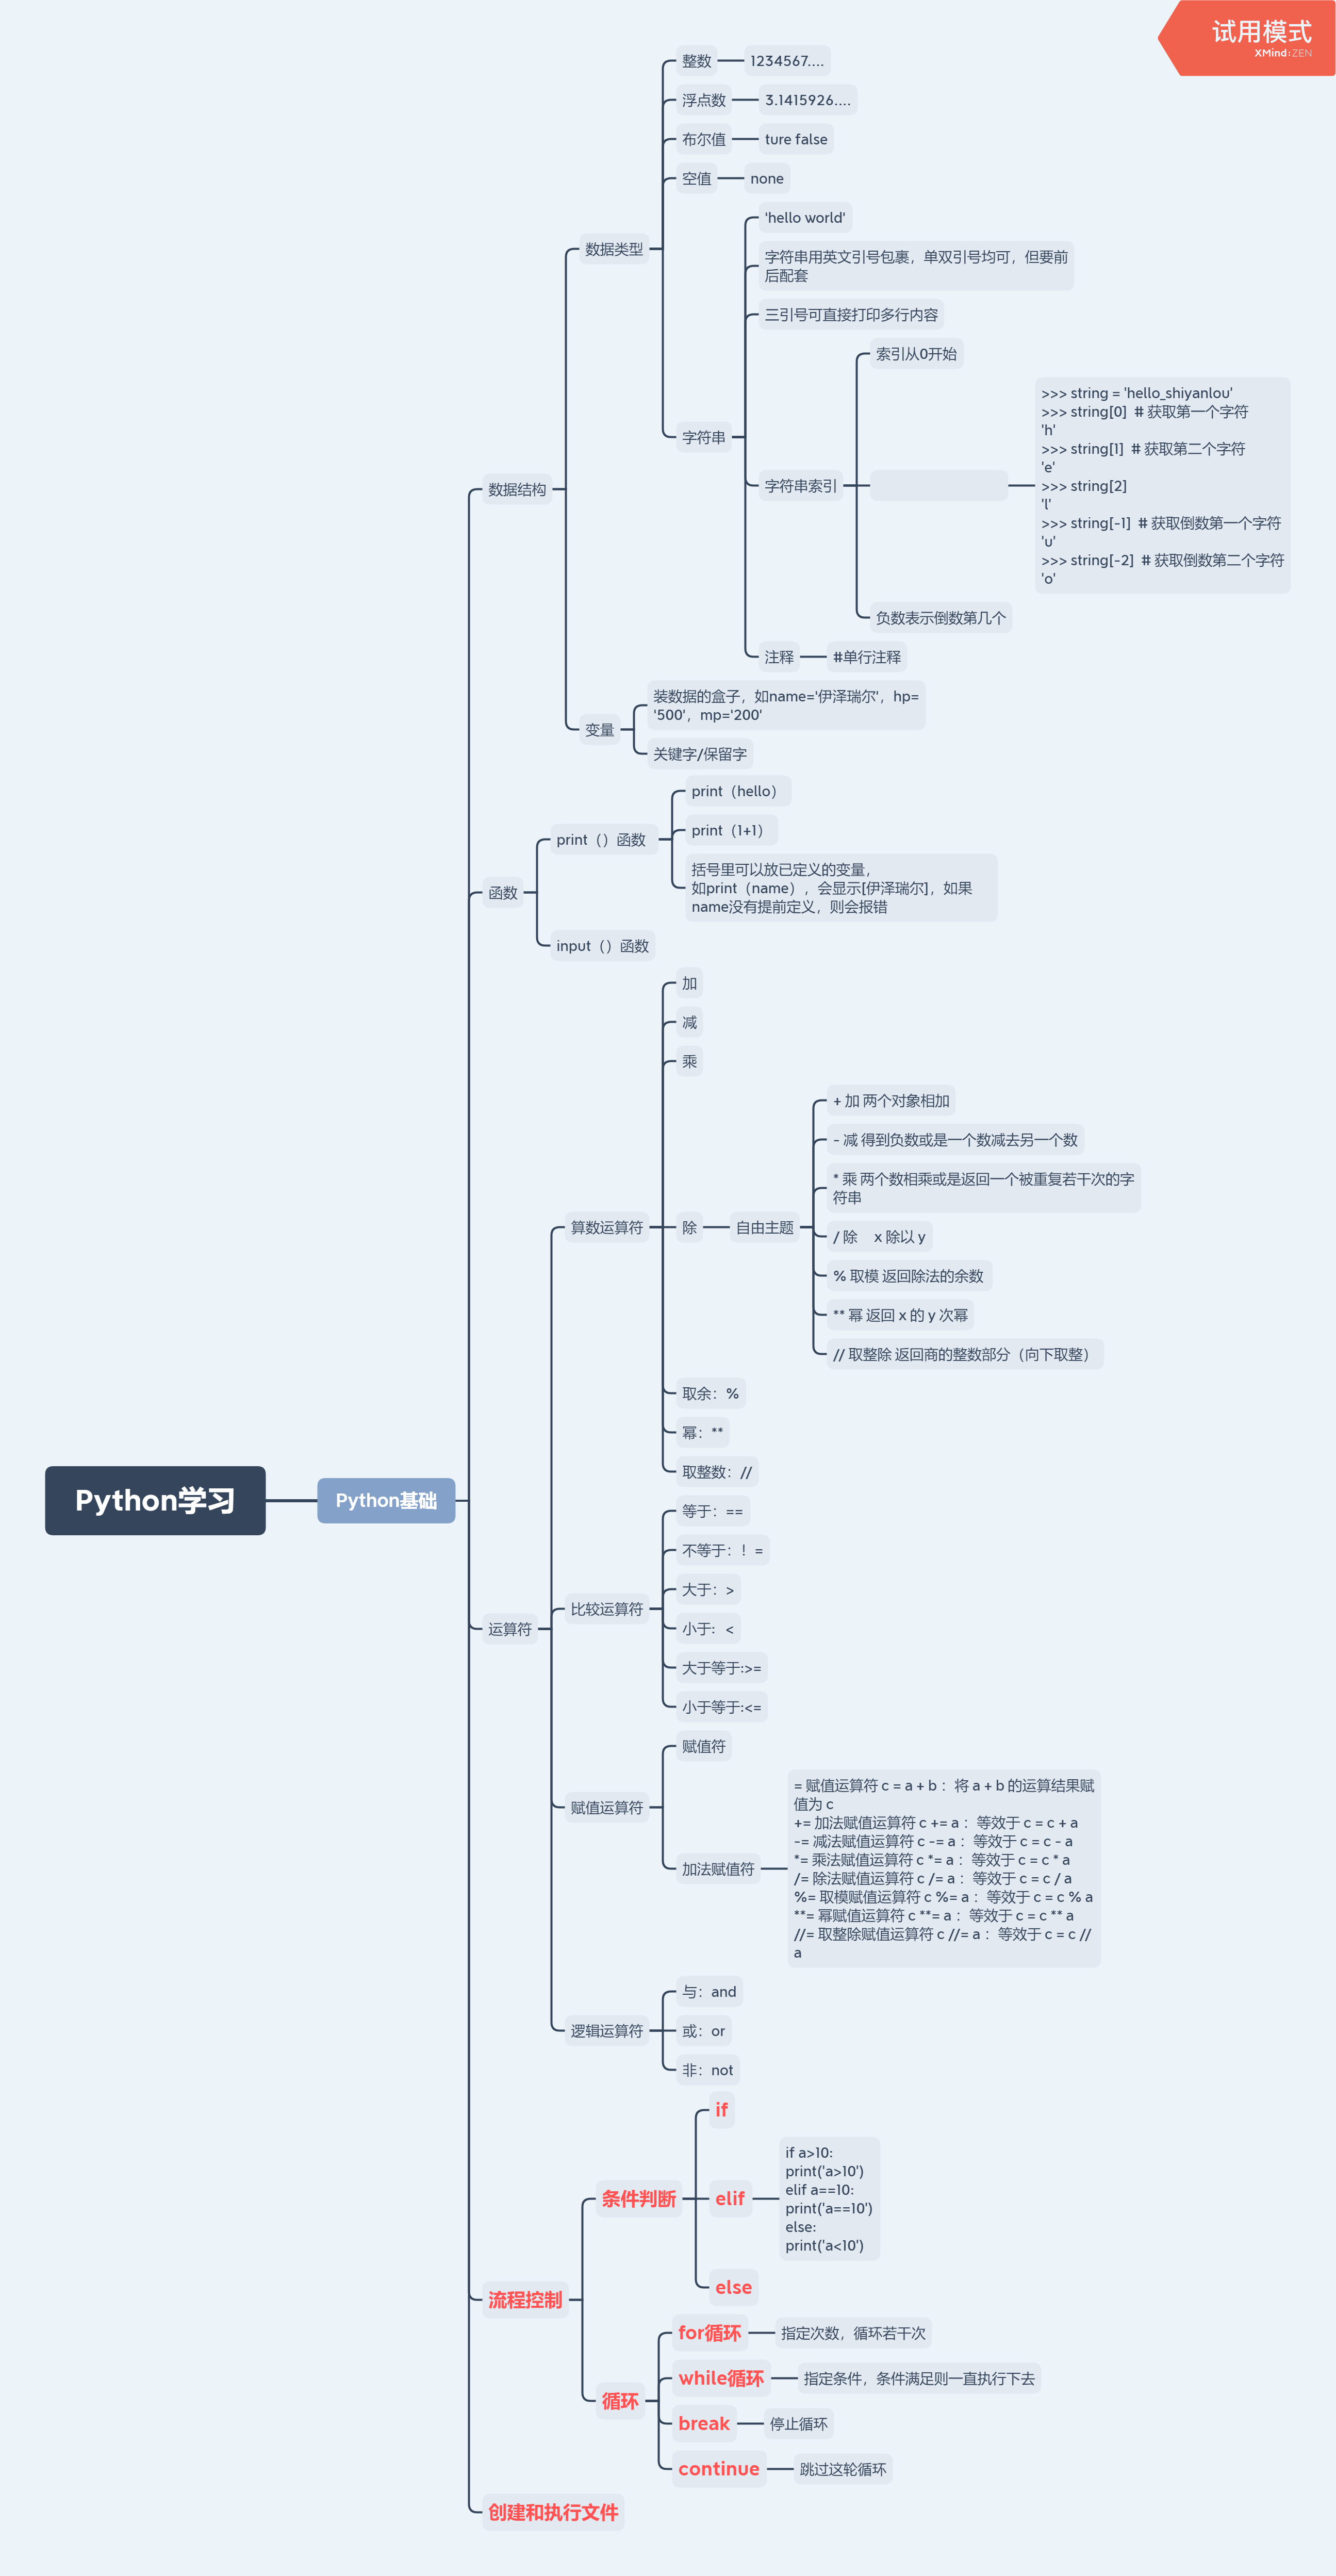 试用模式
XMind:ZEN
整数
1234567....
浮点数
3.1415926....
布尔值
ture false
空值
none
数据类型
'hello world'
字符串用英文引号包裹，单双引号均可，但要前
后配套
三引号可直接打印多行内容
字符串
索引从0开始
字符串索引
>>> string = 'hello_shiyanlou'
>>> string[0]  # 获取第一个字符
'h'
>>> string[1]  # 获取第二个字符
'e'
>>> string[2]
'l'
>>> string[-1]  # 获取倒数第一个字符
'u'
>>> string[-2]  # 获取倒数第二个字符
'o'
负数表示倒数第几个
注释
#单行注释
数据结构
变量
装数据的盒子，如name='伊泽瑞尔'，hp=
'500'，mp='200'
关键字/保留字
函数
print（）函数
print（hello）
print（1+1）
括号里可以放已定义的变量，
如print（name），会显示[伊泽瑞尔]，如果
name没有提前定义，则会报错
input（）函数
加
减
乘
算数运算符
除
自由主题
+ 加 两个对象相加
- 减 得到负数或是一个数减去另一个数
* 乘 两个数相乘或是返回一个被重复若干次的字
符串
/ 除    x 除以 y
% 取模 返回除法的余数
** 幂 返回 x 的 y 次幂
// 取整除 返回商的整数部分（向下取整）
取余：%
幂：**
取整数：//
Python学习
Python基础
运算符
比较运算符
等于：==
不等于：！=
大于：>
小于：<
大于等于:>=
小于等于:<=
赋值运算符
赋值符
加法赋值符
= 赋值运算符 c = a + b ：将 a + b 的运算结果赋
值为 c
+= 加法赋值运算符 c += a ：等效于 c = c + a
-= 减法赋值运算符 c -= a ：等效于 c = c - a
*= 乘法赋值运算符 c *= a ：等效于 c = c * a
/= 除法赋值运算符 c /= a ：等效于 c = c / a
%= 取模赋值运算符 c %= a ：等效于 c = c % a
**= 幂赋值运算符 c **= a ：等效于 c = c ** a
//= 取整除赋值运算符 c //= a ：等效于 c = c //
a
逻辑运算符
与：and
或：or
非：not
流程控制
条件判断
if
elif
if a>10:
print('a>10')
elif a==10:
print('a==10')
else:
print('a<10')
else
循环
for循环
指定次数，循环若干次
while循环
指定条件，条件满足则一直执行下去
break
停止循环
continue
跳过这轮循环
创建和执行文件